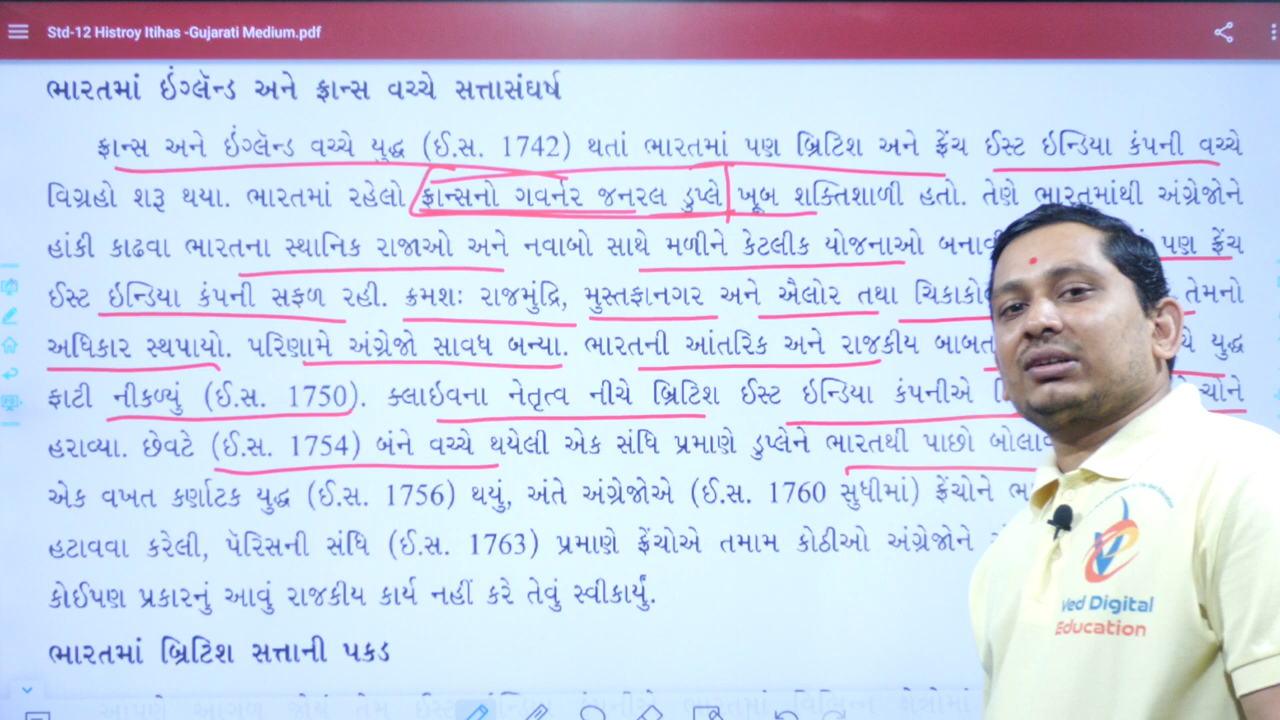 Std-12 Histroy Itihas -Gujarati Medium.pdf
ભારતમાં ઇંગ્લૅન્ડ અને ફ્રાન્સ વચ્ચે સત્તાસંઘર્ષ
ફ્રાન્સ અને ઇંગ્લૅન્ડ વચ્ચે યુદ્ધ (ઈ.સ. 1742) થતાં ભારતમાં પણ બ્રિટિશ અને ફ્રેંચ ઈસ્ટ ઇન્ડિયા કંપની વચ્ચે
વિગ્રહો શરૂ થયા. ભારતમાં રહેલો ફ્રાન્સનો ગવર્નર જનરલ ડુપ્લે ખૂબ શક્તિશાળી હતો. તેણે ભારતમાંથી અંગ્રેજોને
હાંકી કાઢવા ભારતના સ્થાનિક રાજાઓ અને નવાબો સાથે મળીને કેટલીક યોજનાઓ પણ ફ્રેંચ
ઈસ્ટ ઇન્ડિયા કંપની સફળ રહી. ક્રમશઃ રાજમુંદ્રિ, મુસ્તફાનગર અને ઐલોર તથા તેમનો
અધિકાર સ્થપાયો. પરિણામે અંગ્રેજો સાવધ બન્યા. ભારતની આંતરિક અને રાજકીય યુદ્ધ
ફાટી નીકળ્યું (ઈ.સ. 1750). ક્લાઇવના નેતૃત્વ નીચે બ્રિટિશ ઈસ્ટ ઇન્ડિયા કંપનીએ
હરાવ્યા. છેવટે (ઈ.સ. 1754) બંને વચ્ચે થયેલી એક સંધિ પ્રમાણે ડુપ્લેને ભારતથી પાછો
એક વખત કર્ણાટક યુદ્ધ (ઈ.સ. 1756) થયું, અંતે અંગ્રેજોએ (ઈ.સ. 1760 સુધીમાં) ફ્રેંચોને
હટાવવા કરેલી, પૅરિસની સંધિ (ઈ.સ. 1763) પ્રમાણે ફ્રેંચોએ તમામ કોઠીઓ અંગ્રેજોને
કોઈપણ પ્રકારનું આવું રાજકીય કાર્ય નહીં કરે તેવું સ્વીકાર્યું.
ભારતમાં બ્રિટિશ સત્તાની પકડ
Ved Digital
Education